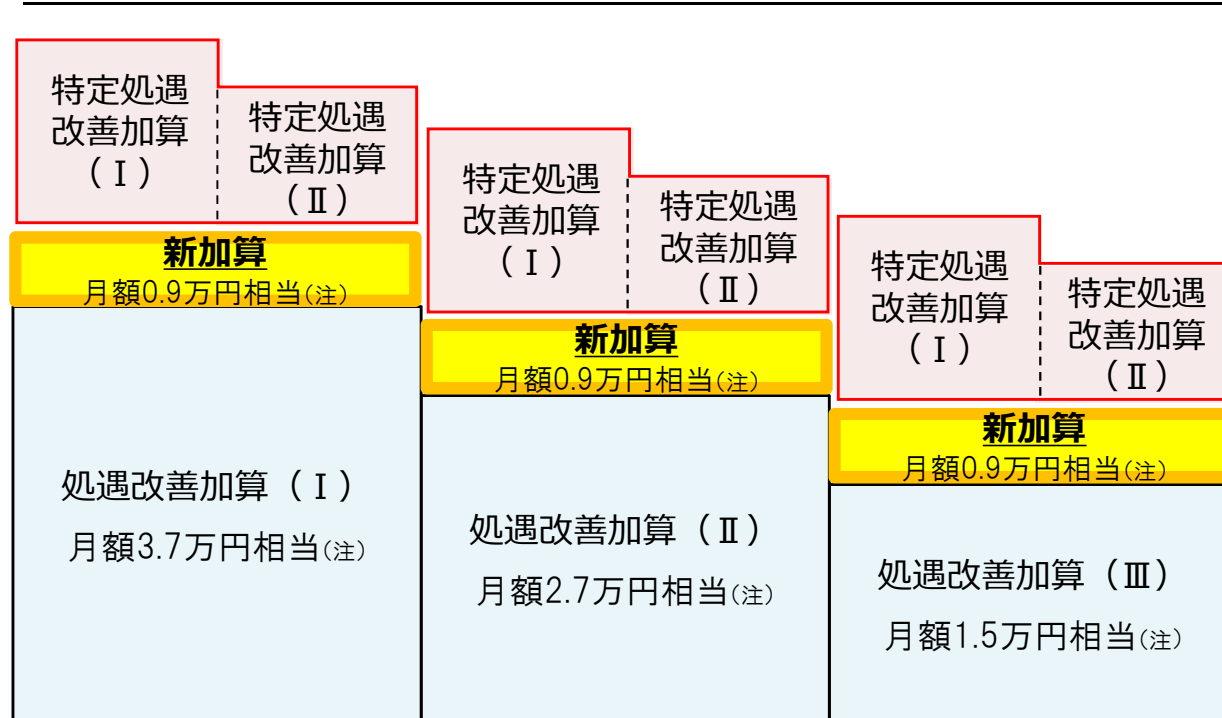 特定処遇
改善加算
(Ⅰ)
特定処遇
改善加算
(Ⅱ)
新加算
月額0.9万円相当(注)
処遇改善加算(Ⅰ)
月額3.7万円相当(注)
特定処遇
改善加算
(Ⅰ)
特定処遇
改善加算
(Ⅱ)
新加算
月額0.9万円相当(注)
処遇改善加算(Ⅱ)
月額2.7万円相当(注)
特定処遇
改善加算
(Ⅰ)
特定処遇
改善加算
(Ⅱ)
新加算
月額0.9万円相当(注)
処遇改善加算(Ⅲ)
月額1.5万円相当(注)